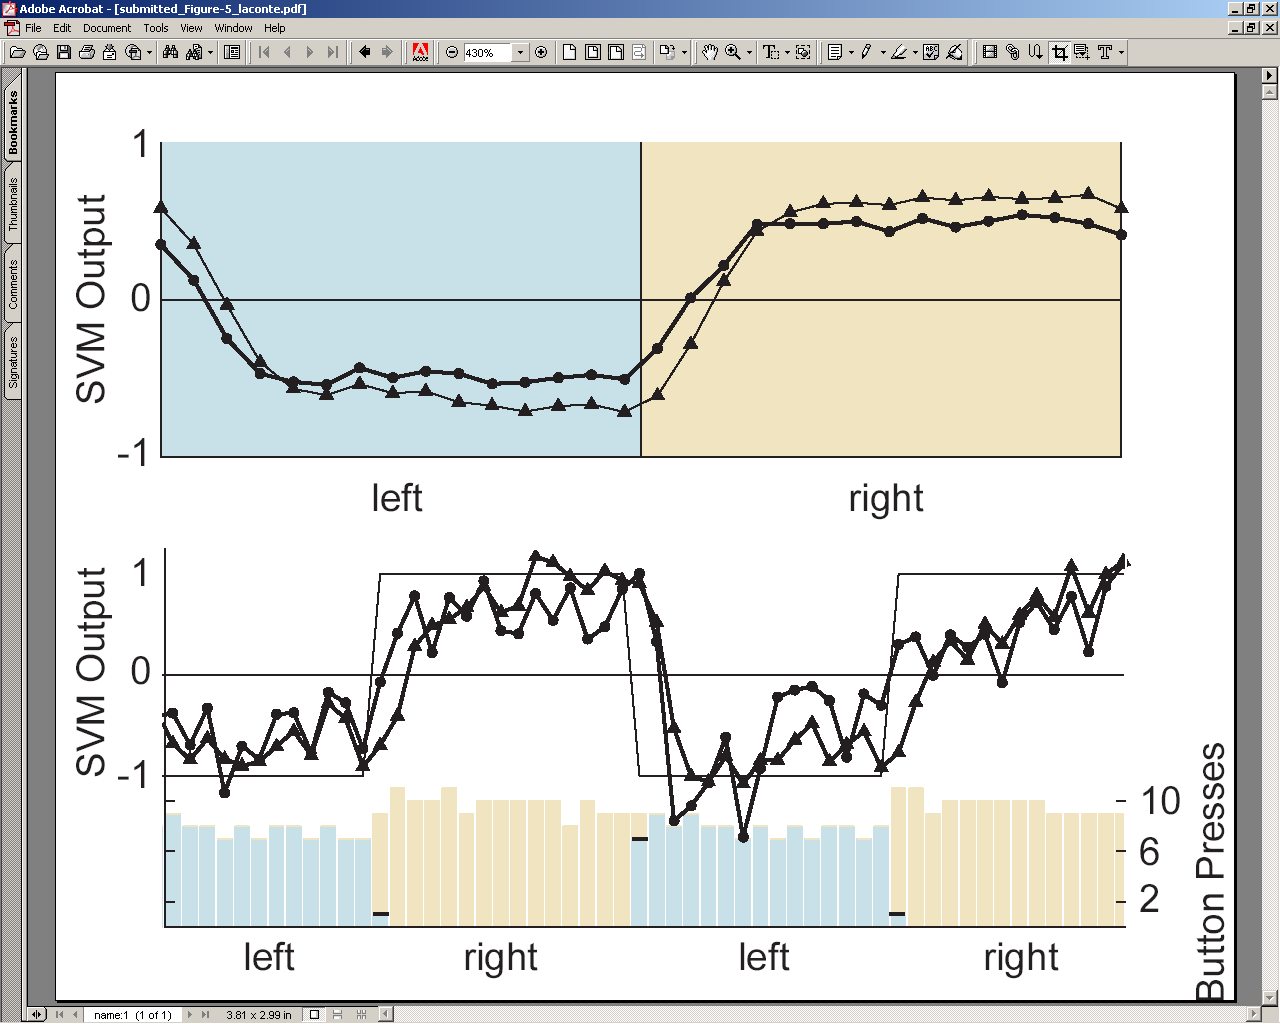 Adobe Acrobat - [submitted_Figure-5_laconte.pdf]
File Edit Document Tools View Window Help
430%
Bookmarks
Thumbnails
Comments
Signatures
1
0
-1
SVM Output
left right
1
0
-1
SVM Output
10
6
2
Button Presses
left right left right
name:1 (1 of 1) 3.81 x 2.99 in